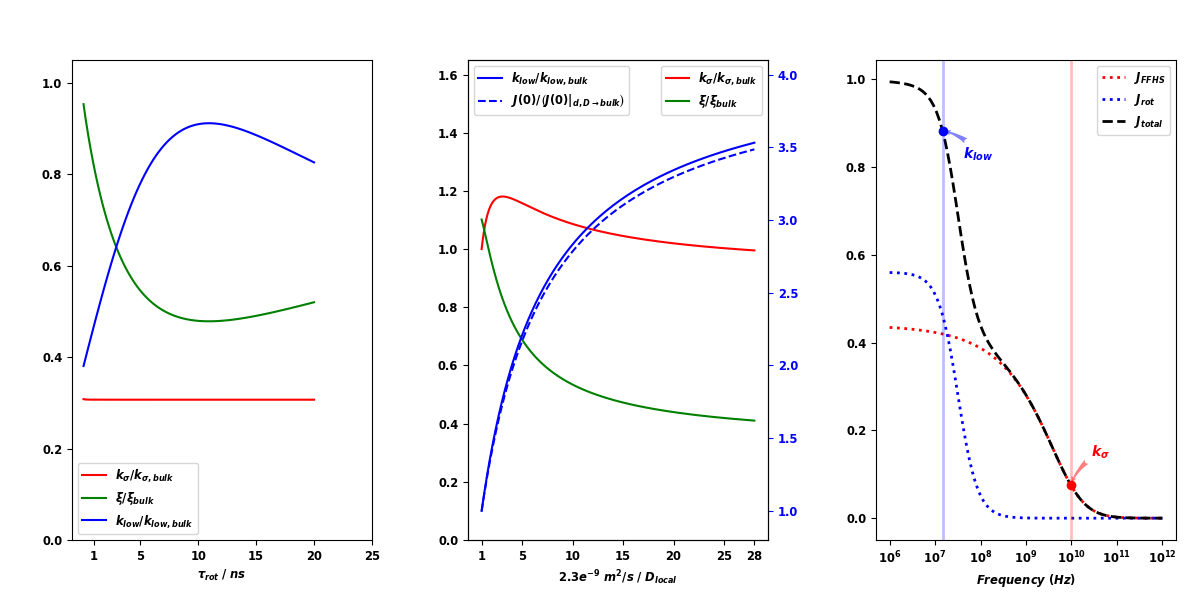 1.0
0.8
0.6
0.4
0.2
0.0
kσ/kσ,bulk
ξ/ξbulk
klow/klow,bulk
1 5 10 15 20 25
τrot / ns
1.6
1.4
1.2
1.0
0.8
0.6
0.4
0.2
0.0
klow/klow,bulk
J(0)/(J(0)|d,D→bulk)
kσ/kσ,bulk
ξ/ξbulk
4.0
3.5
3.0
2.5
2.0
1.5
1.0
1 5 10 15 20 25 28
2.3e⁻⁹ m²/s / Dlocal
1.0
0.8
0.6
0.4
0.2
0.0
JFFHS
Jrot
Jtotal
klow
kσ
10⁶ 10⁷ 10⁸ 10⁹ 10¹⁰ 10¹¹ 10¹²
Frequency (Hz)